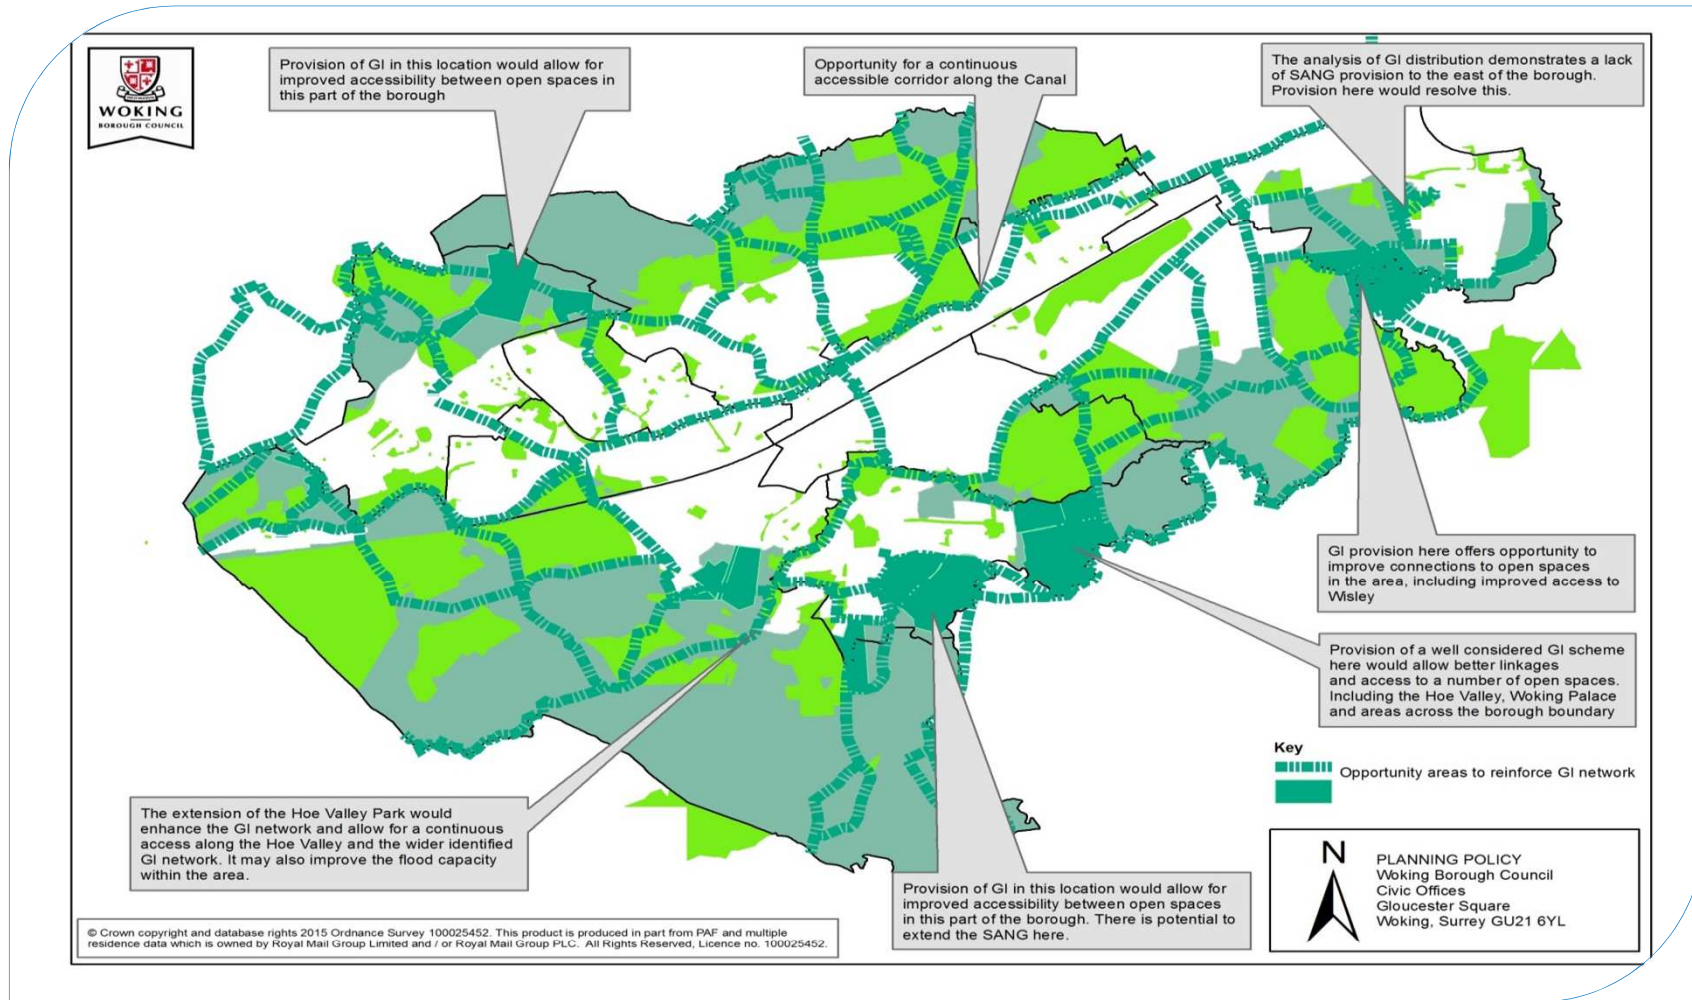 WOKING
BOROUGH COUNCIL
Provision of GI in this location would allow for
improved accessibility between open spaces in
this part of the borough
Opportunity for a continuous
accessible corridor along the Canal
The analysis of GI distribution demonstrates a lack
of SANG provision to the east of the borough.
Provision here would resolve this.
GI provision here offers opportunity to
improve connections to open spaces
in the area, including improved access to
Wisley
Provision of a well considered GI scheme
here would allow better linkages
and access to a number of open spaces.
Including the Hoe Valley, Woking Palace
and areas across the borough boundary
Key
Opportunity areas to reinforce GI network
The extension of the Hoe Valley Park would
enhance the GI network and allow for a continuous
access along the Hoe Valley and the wider identified
GI network. It may also improve the flood capacity
within the area.
Provision of GI in this location would allow for
improved accessibility between open spaces
in this part of the borough. There is potential to
extend the SANG here.
N
PLANNING POLICY
Woking Borough Council
Civic Offices
Gloucester Square
Woking, Surrey GU21 6YL
© Crown copyright and database rights 2015 Ordnance Survey 100025452. This product is produced in part from PAF and multiple
residence data which is owned by Royal Mail Group Limited and / or Royal Mail Group PLC. All Rights Reserved, Licence no. 100025452.